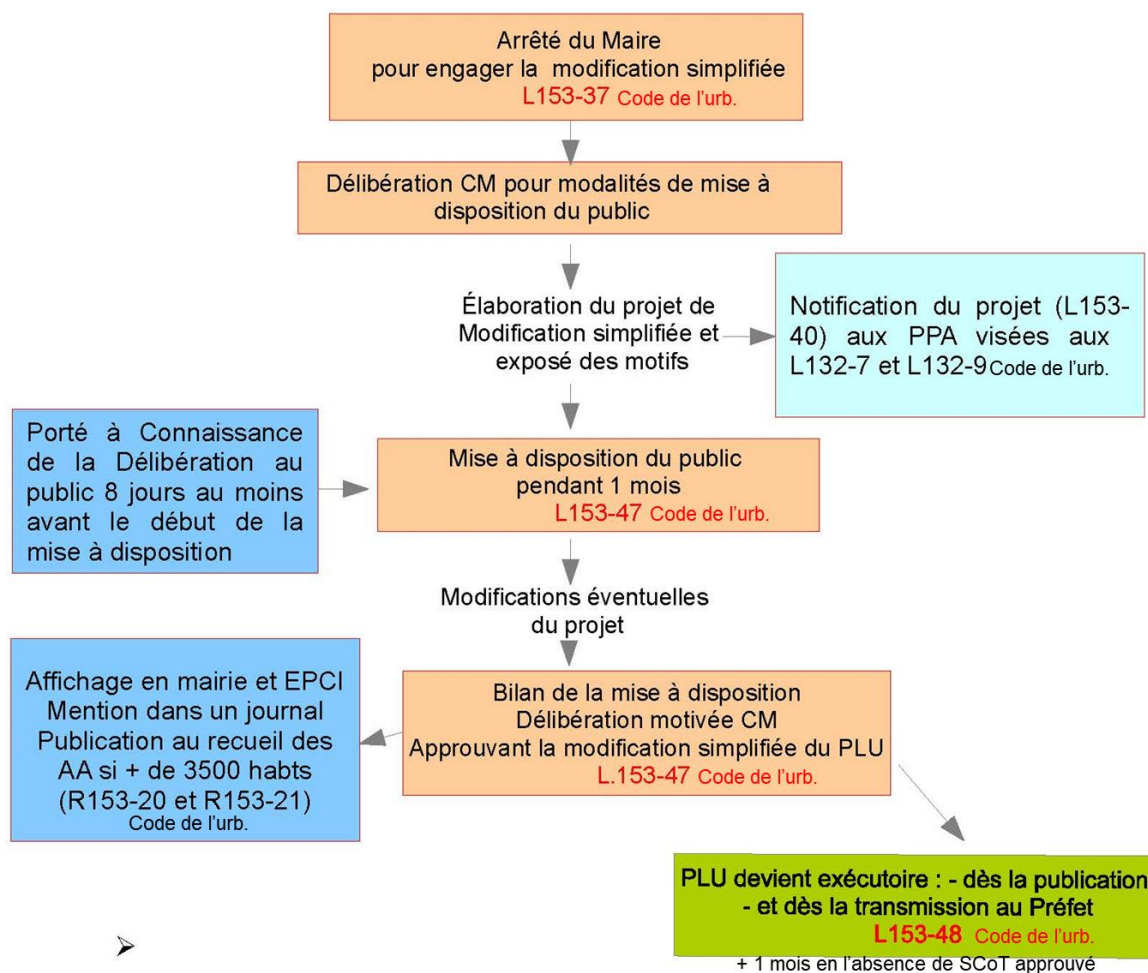 Arrêté du Maire
pour engager la modification simplifiée
L153-37 Code de l'urb.
Délibération CM pour modalités de mise à
disposition du public
Élaboration du projet de
Modification simplifiée et
exposé des motifs
Notification du projet (L153-
40) aux PPA visées aux
L132-7 et L132-9 Code de l'urb.
Porté à Connaissance
de la Délibération au
public 8 jours au moins
avant le début de la
mise à disposition
Mise à disposition du public
pendant 1 mois
L153-47 Code de l'urb.
Modifications éventuelles
du projet
Affichage en mairie et EPCI
Mention dans un journal
Publication au recueil des
AA si + de 3500 habts
(R153-20 et R153-21)
Code de l'urb.
Bilan de la mise à disposition
Délibération motivée CM
Approuvant la modification simplifiée du PLU
L.153-47 Code de l'urb.
PLU devient exécutoire : - dès la publication
- et dès la transmission au Préfet
L153-48 Code de l'urb.
+ 1 mois en l'absence de SCoT approuvé